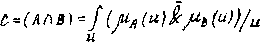 C = (A ∩ B) = ∫_u (μ_A(u) &̄ μ_B(u))/u